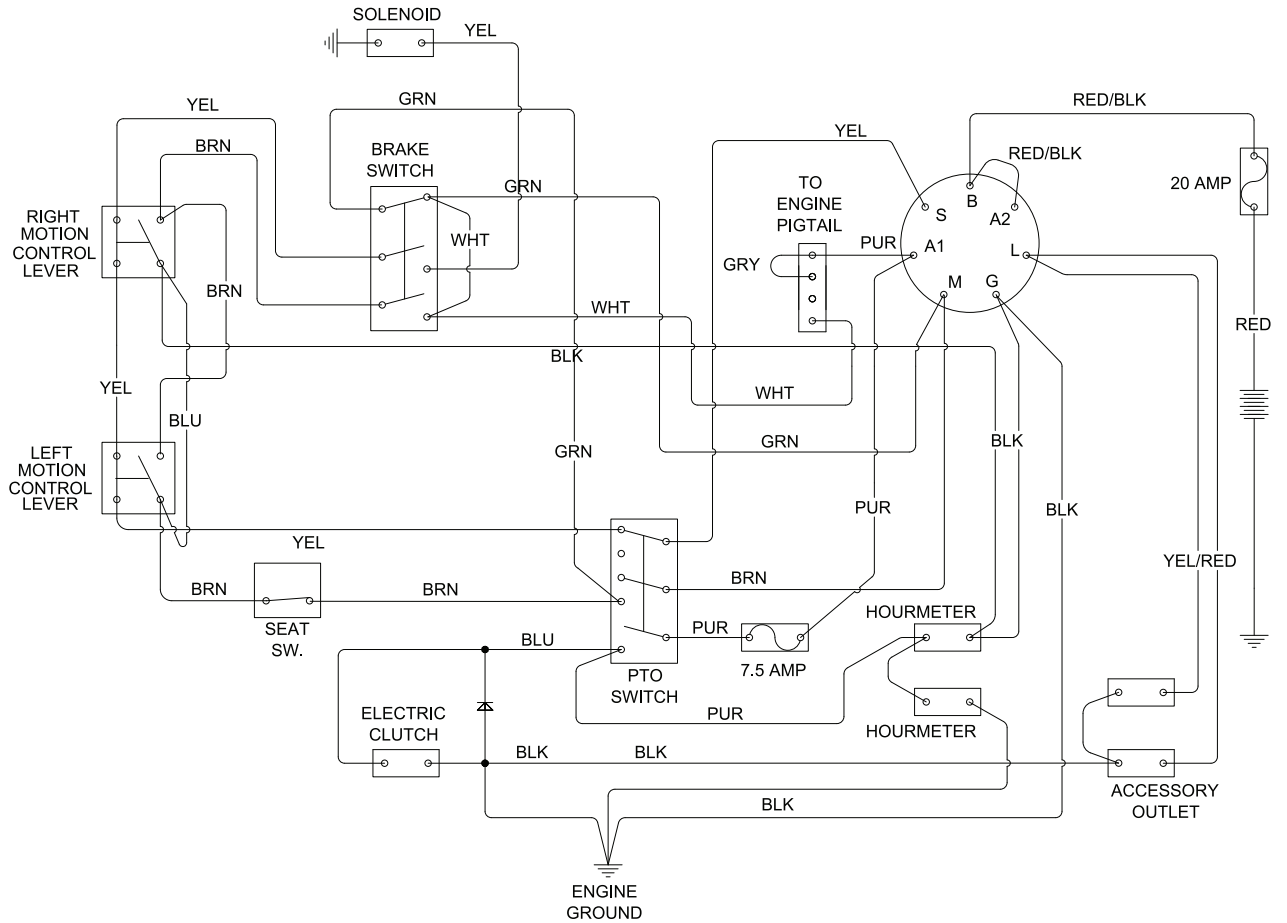 SOLENOID
YEL
GRN
YEL
BRN
BRAKE
SWITCH
GRN
WHT
RIGHT
MOTION
CONTROL
LEVER
BRN
WHT
YEL
RED/BLK
RED/BLK
TO
ENGINE
PIGTAIL
B
S
A2
A1
L
M
G
PUR
GRY
20 AMP
RED
BLK
YEL
BLU
WHT
GRN
GRN
BLK
LEFT
MOTION
CONTROL
LEVER
PUR
BLK
YEL
YEL/RED
BRN
BRN
BRN
SEAT
SW.
BLU
PUR
HOURMETER
7.5 AMP
PTO
SWITCH
PUR
ELECTRIC
CLUTCH
HOURMETER
BLK
BLK
BLK
ACCESSORY
OUTLET
ENGINE
GROUND